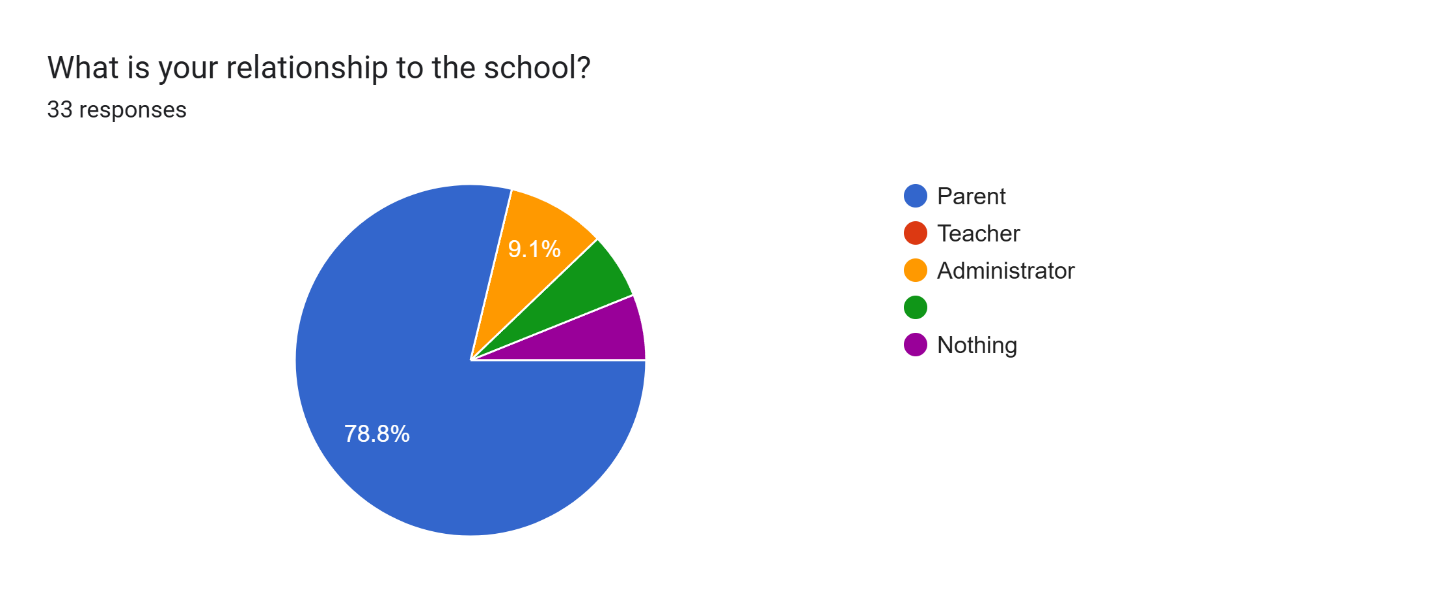 What is your relationship to the school?
33 responses
9.1%
78.8%
Parent
Teacher
Administrator
Nothing